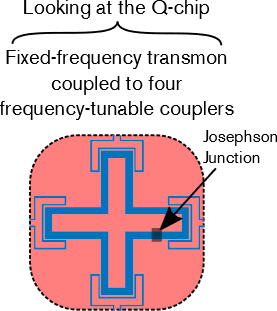 Looking at the Q-chip
Fixed-frequency transmon
coupled to four
frequency-tunable couplers
Josephson
Junction